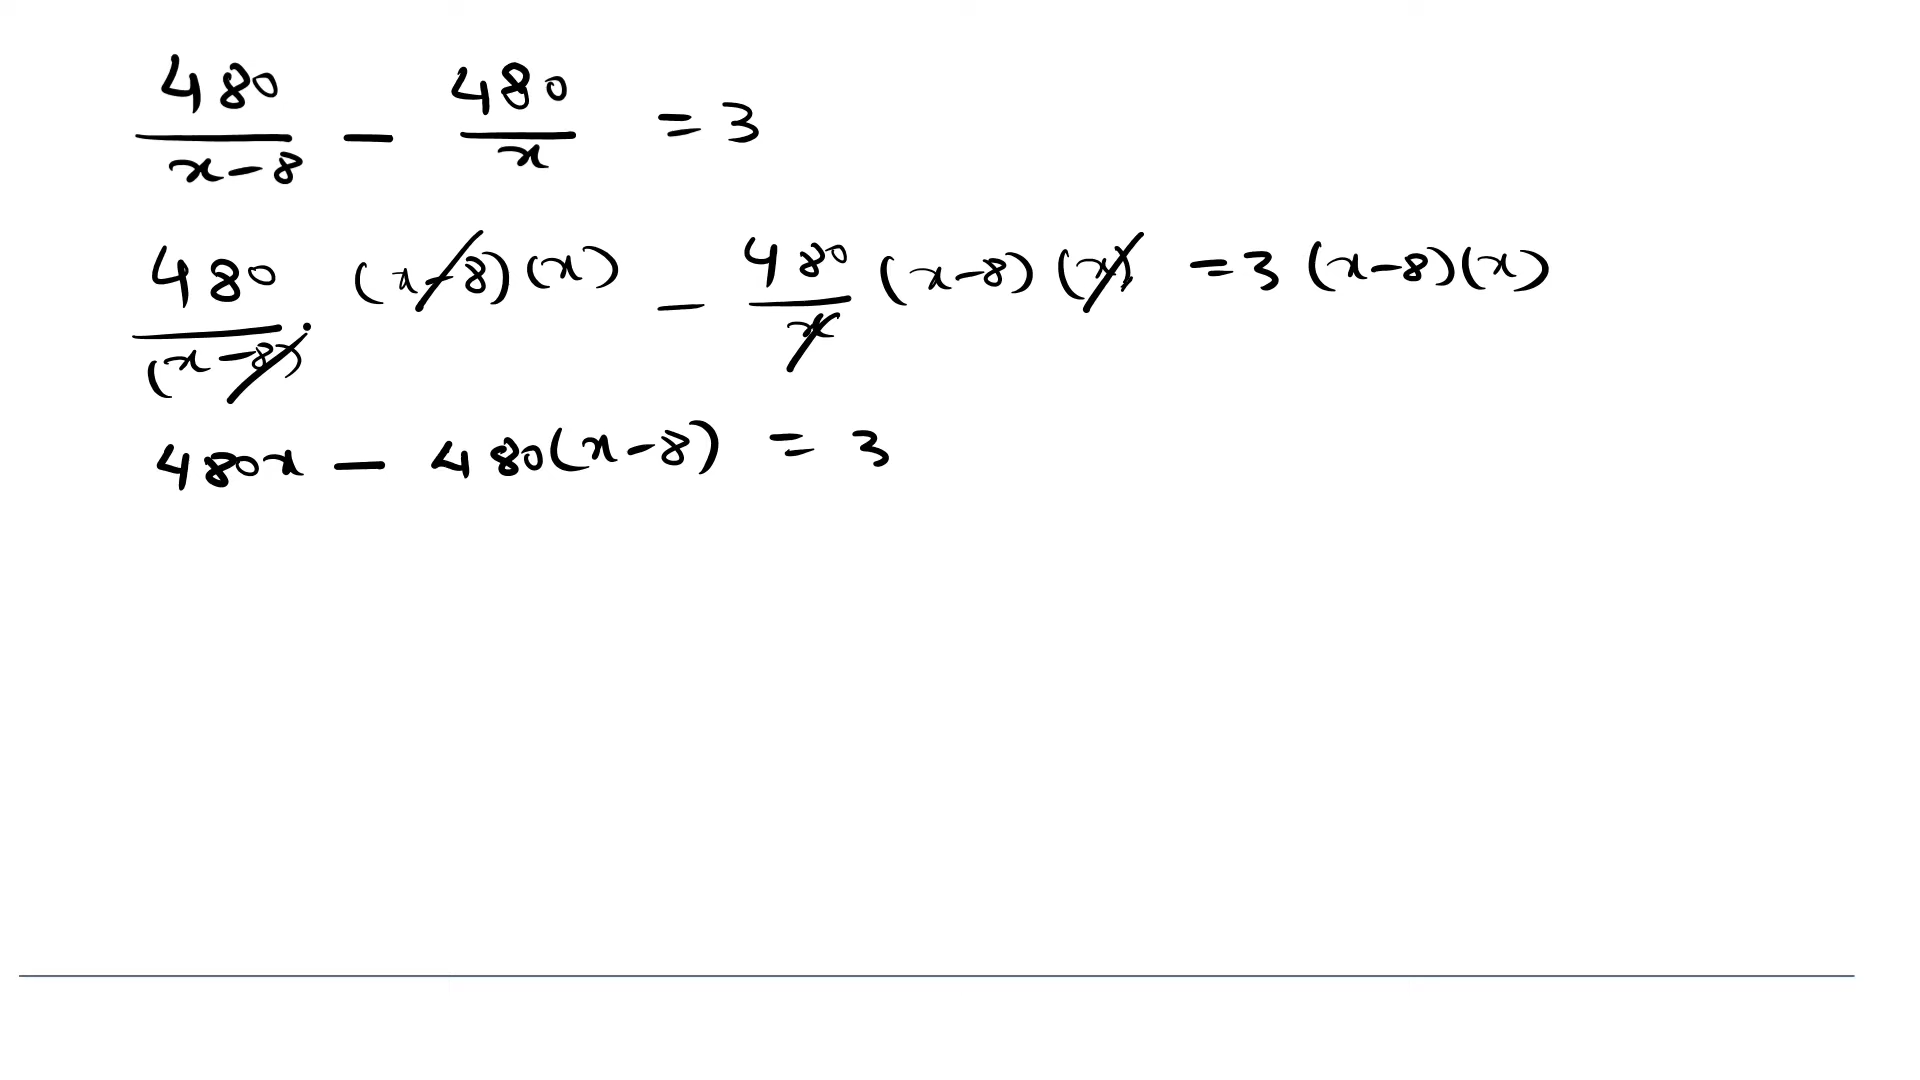 480/(x-8) - 480/x = 3
480/(x-8) (x-8)(x) - 480/x (x-8)(x) = 3(x-8)(x)
480x - 480(x-8) = 3